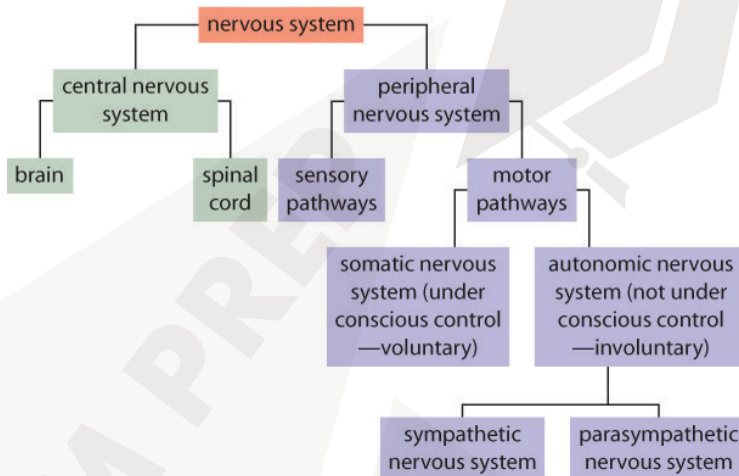 nervous system
central nervous
system
peripheral
nervous system
brain
spinal
cord
sensory
pathways
motor
pathways
somatic nervous
system (under
conscious control
—voluntary)
autonomic nervous
system (not under
conscious control
—involuntary)
sympathetic
nervous system
parasympathetic
nervous system
A PREP